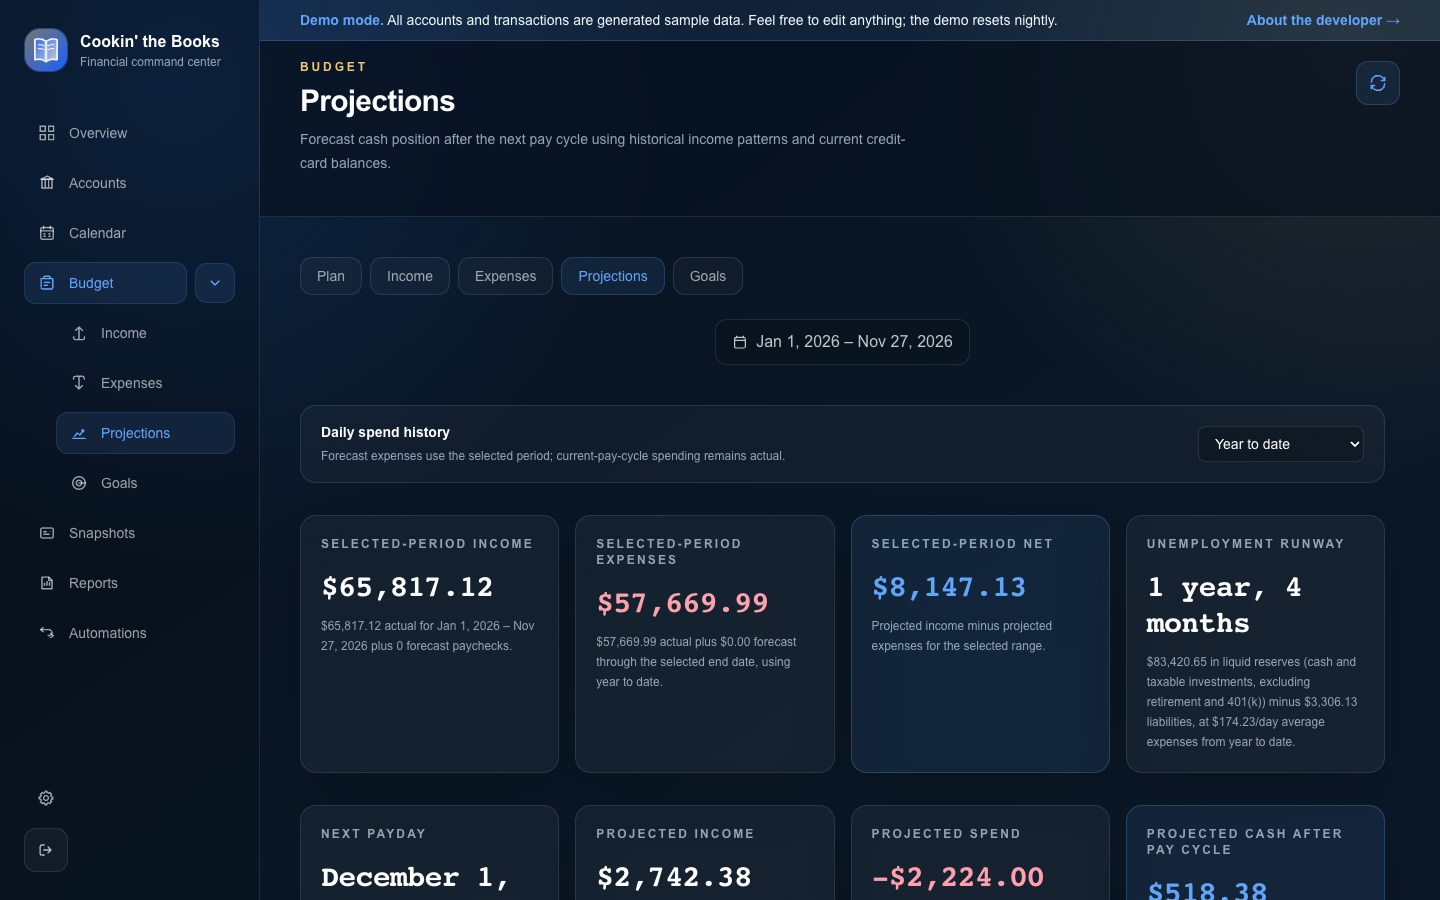 Cookin' the Books
Financial command center
Overview
Accounts
Calendar
Budget
Income
Expenses
Projections
Goals
Snapshots
Reports
Automations
Demo mode. All accounts and transactions are generated sample data. Feel free to edit anything; the demo resets nightly.
About the developer →
BUDGET
Projections
Forecast cash position after the next pay cycle using historical income patterns and current credit-
card balances.
Plan
Income
Expenses
Projections
Goals
Jan 1, 2026 – Nov 27, 2026
Daily spend history
Forecast expenses use the selected period; current-pay-cycle spending remains actual.
Year to date
SELECTED-PERIOD INCOME
$65,817.12
$65,817.12 actual for Jan 1, 2026 – Nov
27, 2026 plus 0 forecast paychecks.
SELECTED-PERIOD
EXPENSES
$57,669.99
$57,669.99 actual plus $0.00 forecast
through the selected end date, using
year to date.
SELECTED-PERIOD NET
$8,147.13
Projected income minus projected
expenses for the selected range.
UNEMPLOYMENT RUNWAY
1 year, 4
months
$83,420.65 in liquid reserves (cash and
taxable investments, excluding
retirement and 401(k)) minus $3,306.13
liabilities, at $174.23/day average
expenses from year to date.
NEXT PAYDAY
December 1,
PROJECTED INCOME
$2,742.38
PROJECTED SPEND
−$2,224.00
PROJECTED CASH AFTER
PAY CYCLE
$518.38